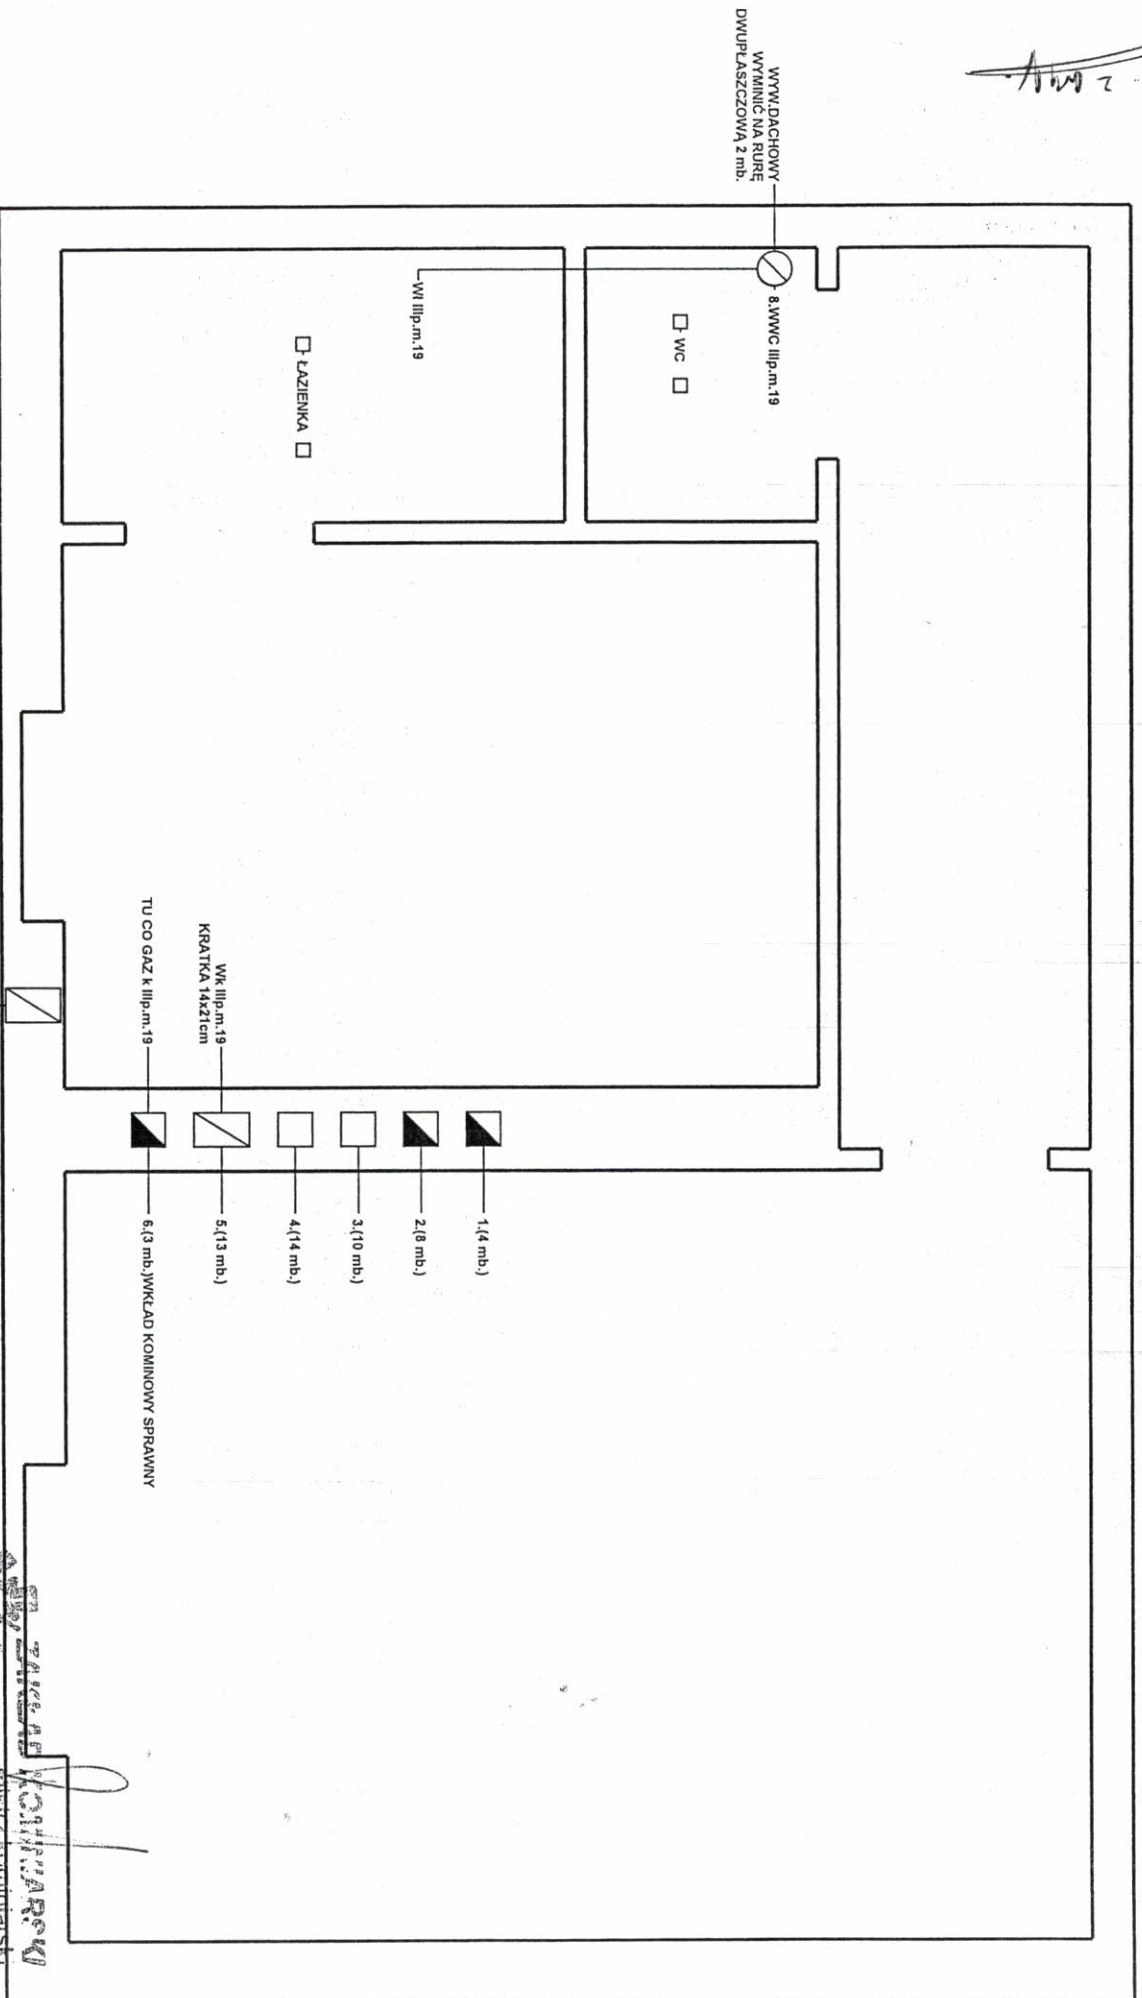 WYW.DACHOWY
WYMINIĆ NA RURĘ
DWUPŁASZCZOWĄ 2 mb.
8.WWC IIIp.m.19
WC
Wł IIIp.m.19
ŁAZIENKA
1.(4 mb.)
2.(8 mb.)
3.(10 mb.)
4.(14 mb.)
Wk IIIp.m.19
KRATKA 14x21cm
5.(13 mb.)
TU CO GAZ k IIIp.m.19
6.(3 mb.)WKŁAD KOMINOWY SPRAWNY
KOMINIARSKI